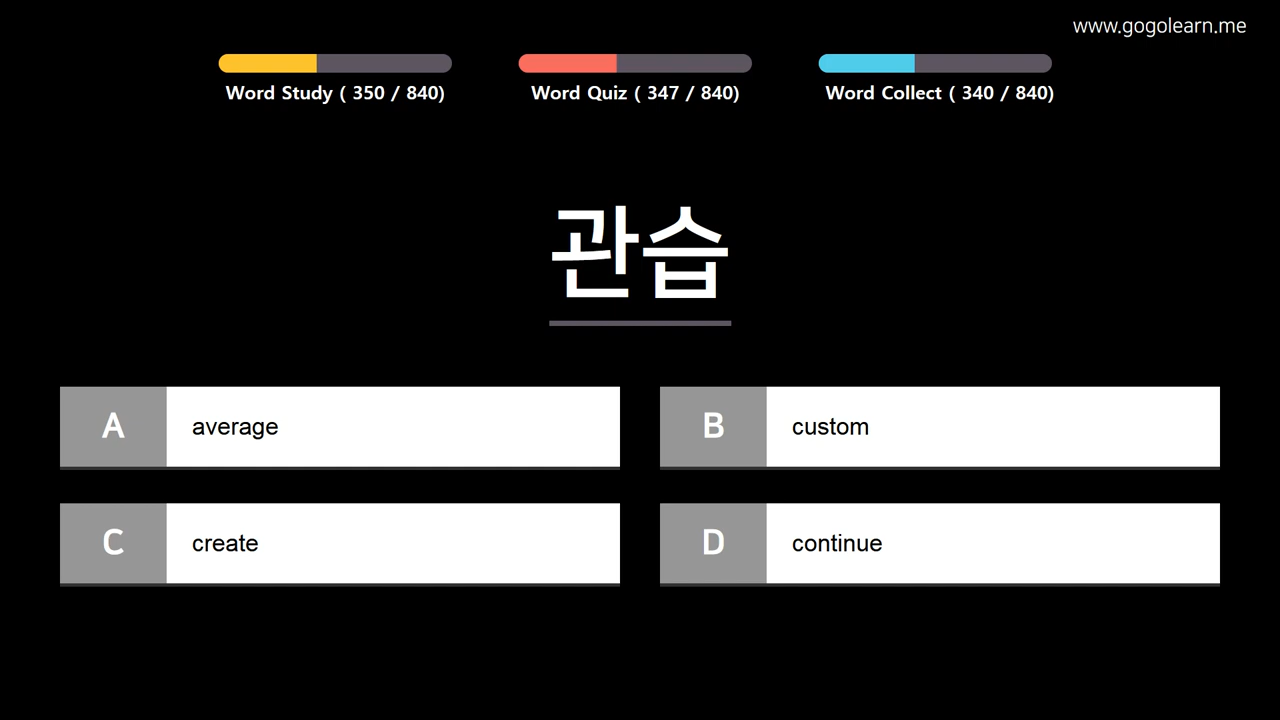 www.gogolearn.me
Word Study ( 350 / 840)
Word Quiz ( 347 / 840)
Word Collect ( 340 / 840)
관습
A average
B custom
C create
D continue